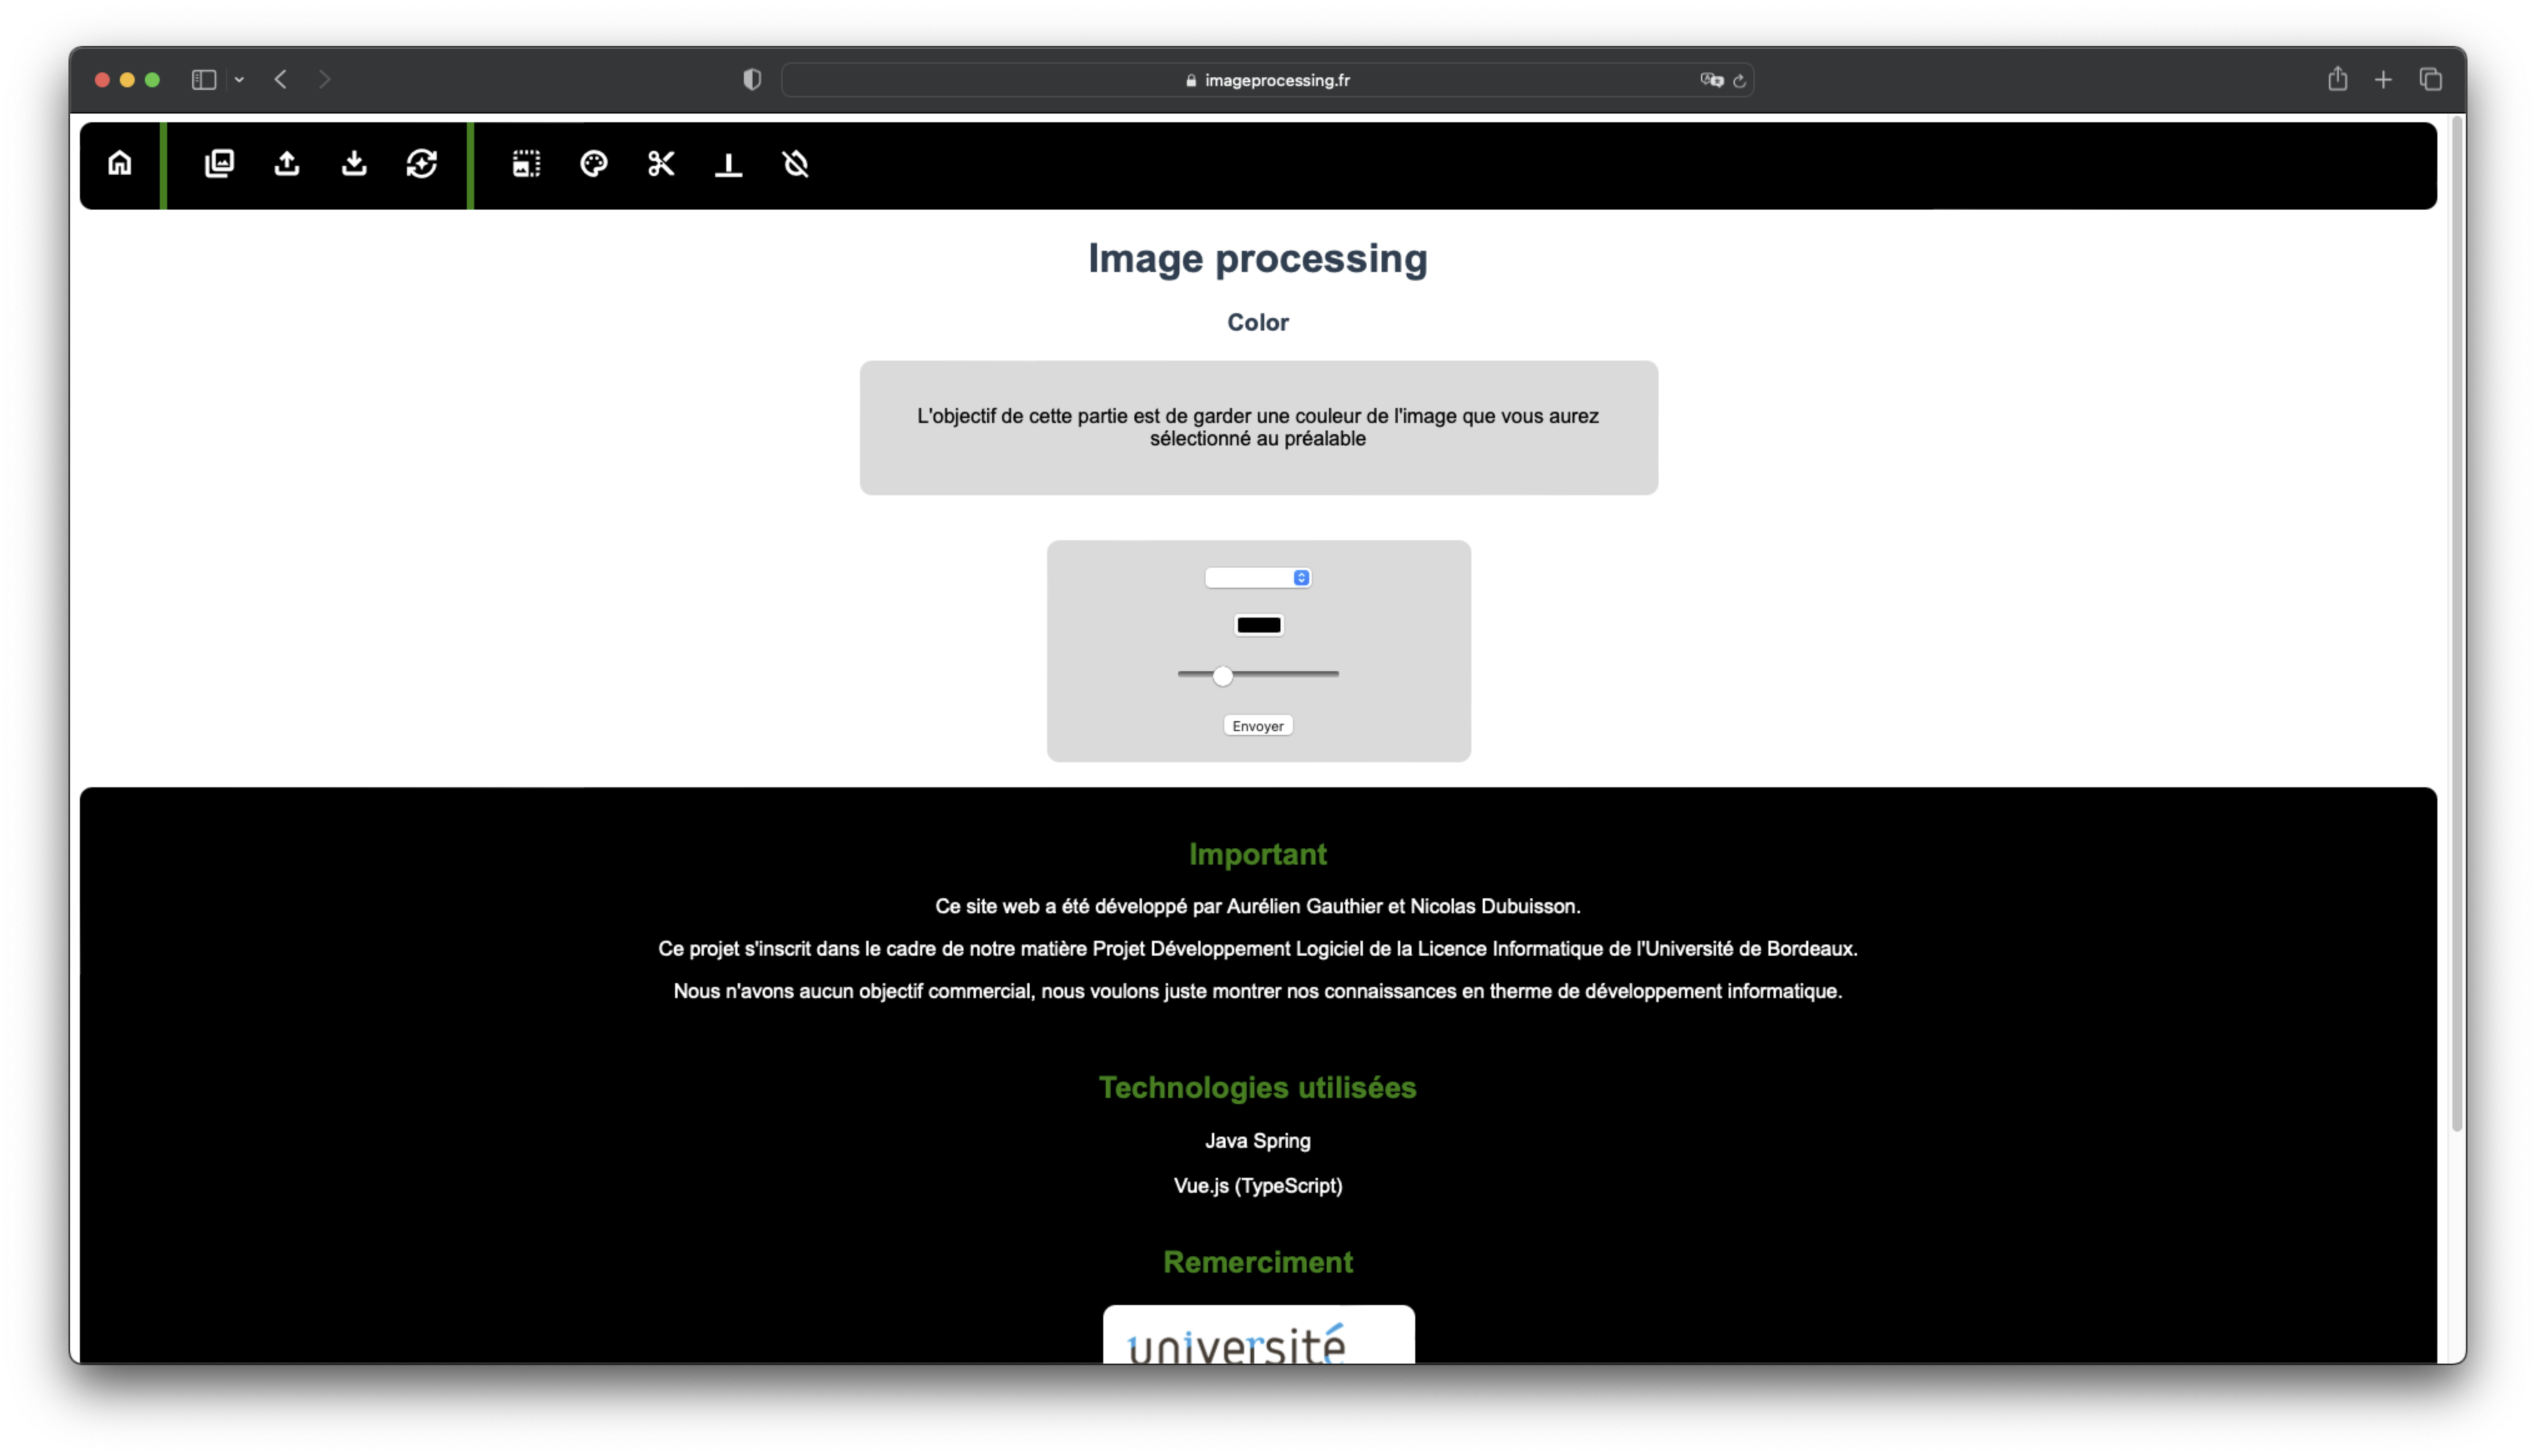 imageprocessing.fr
Image processing
Color
L'objectif de cette partie est de garder une couleur de l'image que vous aurez
sélectionné au préalable
Envoyer
Important
Ce site web a été développé par Aurélien Gauthier et Nicolas Dubuisson.
Ce projet s'inscrit dans le cadre de notre matière Projet Développement Logiciel de la Licence Informatique de l'Université de Bordeaux.
Nous n'avons aucun objectif commercial, nous voulons juste montrer nos connaissances en therme de développement informatique.
Technologies utilisées
Java Spring
Vue.js (TypeScript)
Remerciment
université